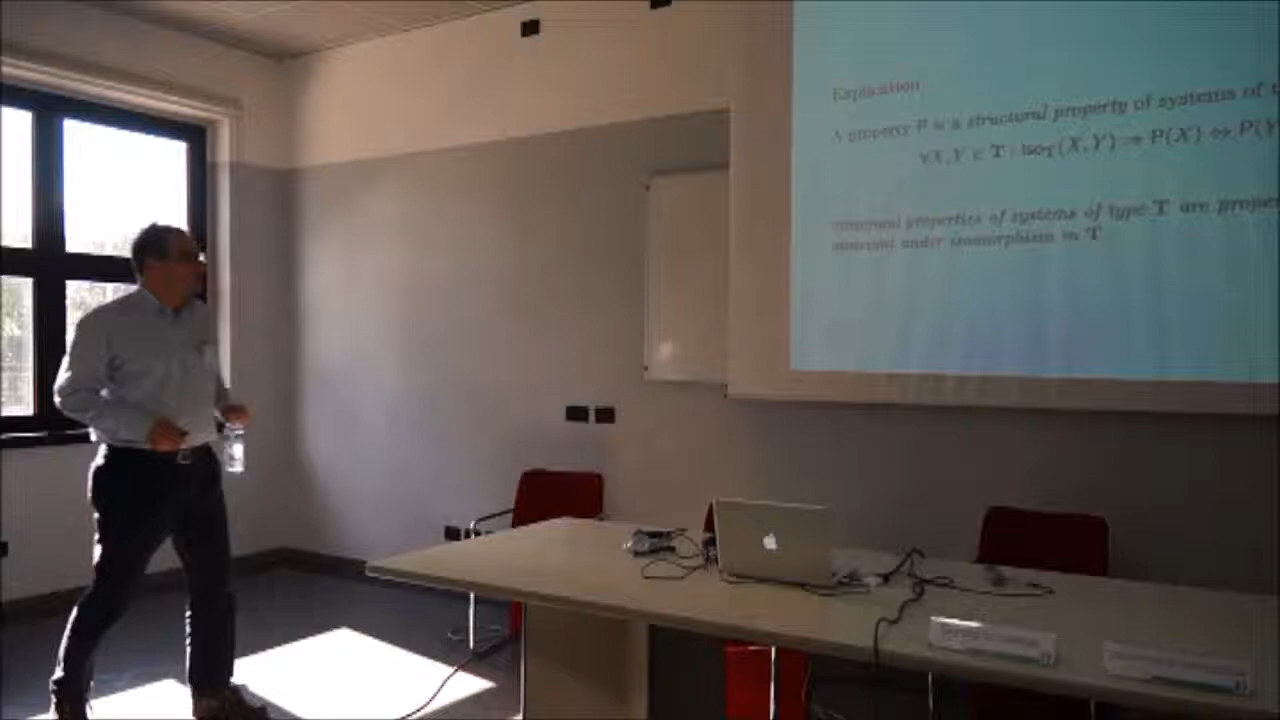 Explication
A property P is a structural property of systems of
∀X, Y ∈ T : iso_T(X, Y) ⇒ P(X) ⇔ P(Y
structural properties of systems of type T are proper
invariant under isomorphism in T